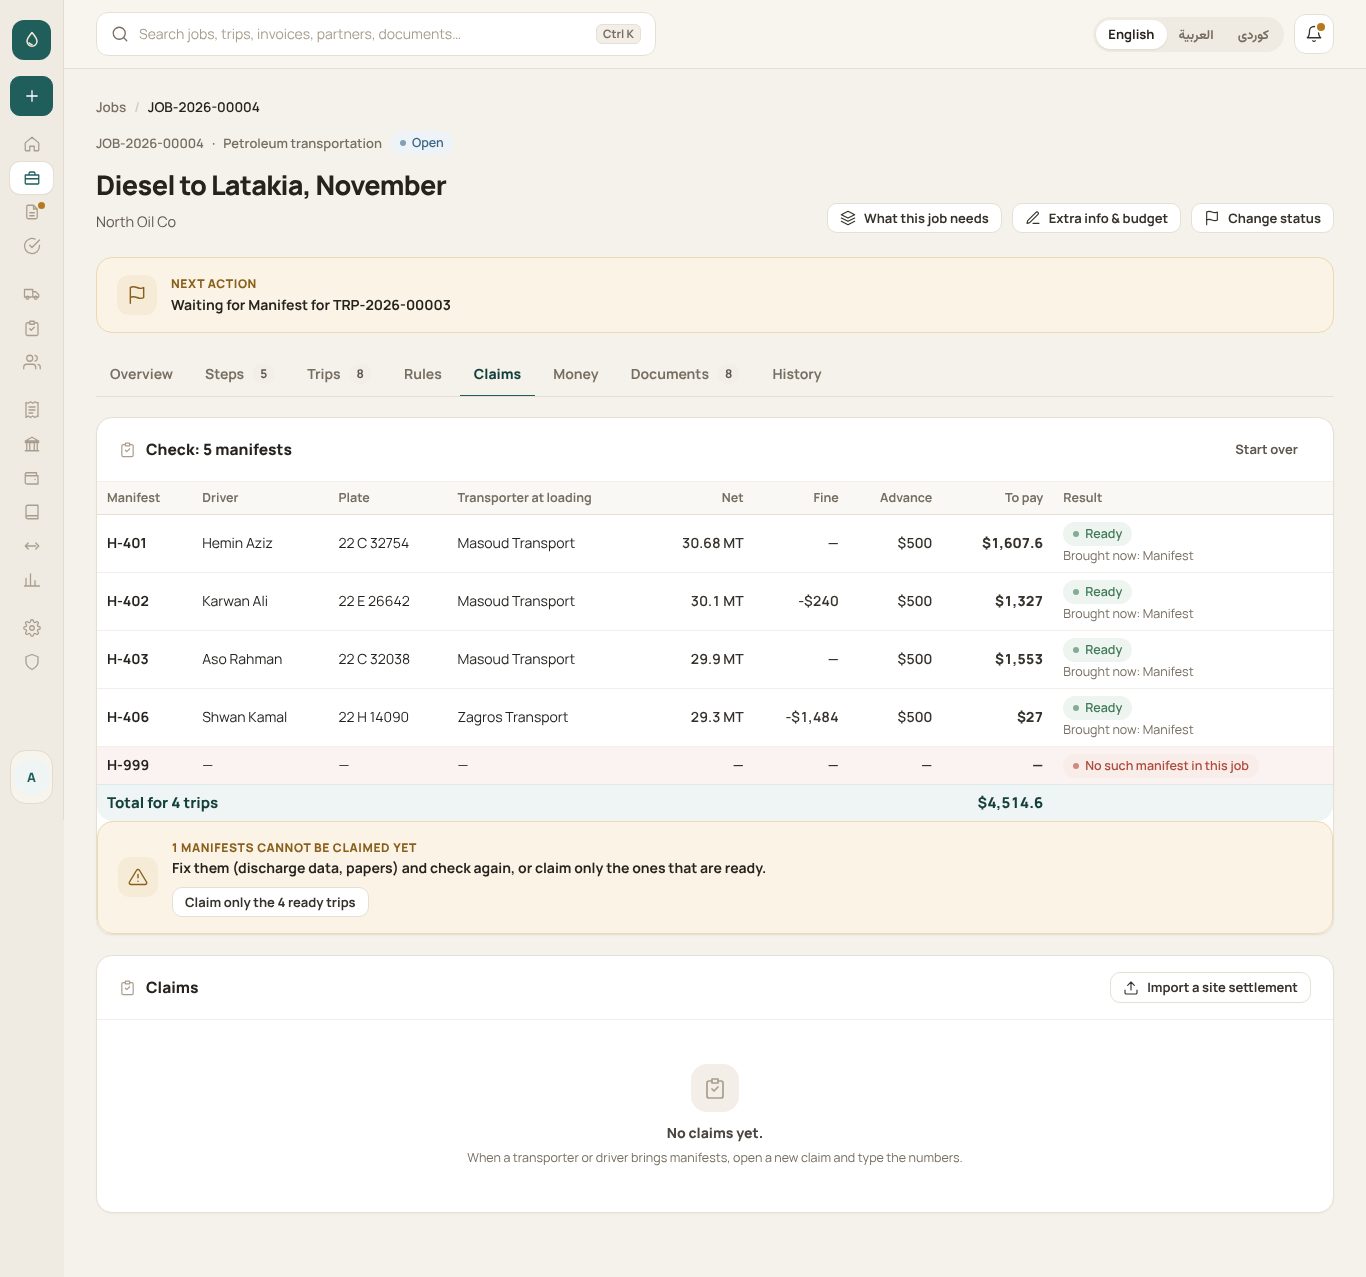 Search jobs, trips, invoices, partners, documents...
Ctrl K
English
العربية
کوردی
Jobs / JOB-2026-00004
JOB-2026-00004 · Petroleum transportation
Open
Diesel to Latakia, November
North Oil Co
What this job needs
Extra info & budget
Change status
NEXT ACTION
Waiting for Manifest for TRP-2026-00003
Overview Steps 5 Trips 8 Rules Claims Money Documents 8 History
Check: 5 manifests
Start over
Manifest Driver Plate Transporter at loading Net Fine Advance To pay Result
H-401 Hemin Aziz 22 C 32754 Masoud Transport 30.68 MT — $500 $1,607.6 Ready
Brought now: Manifest
H-402 Karwan Ali 22 E 26642 Masoud Transport 30.1 MT -$240 $500 $1,327 Ready
Brought now: Manifest
H-403 Aso Rahman 22 C 32038 Masoud Transport 29.9 MT — $500 $1,553 Ready
Brought now: Manifest
H-406 Shwan Kamal 22 H 14090 Zagros Transport 29.3 MT -$1,484 $500 $27 Ready
Brought now: Manifest
H-999 — — — — — — — No such manifest in this job
Total for 4 trips $4,514.6
1 MANIFESTS CANNOT BE CLAIMED YET
Fix them (discharge data, papers) and check again, or claim only the ones that are ready.
Claim only the 4 ready trips
Claims
Import a site settlement
No claims yet.
When a transporter or driver brings manifests, open a new claim and type the numbers.
A